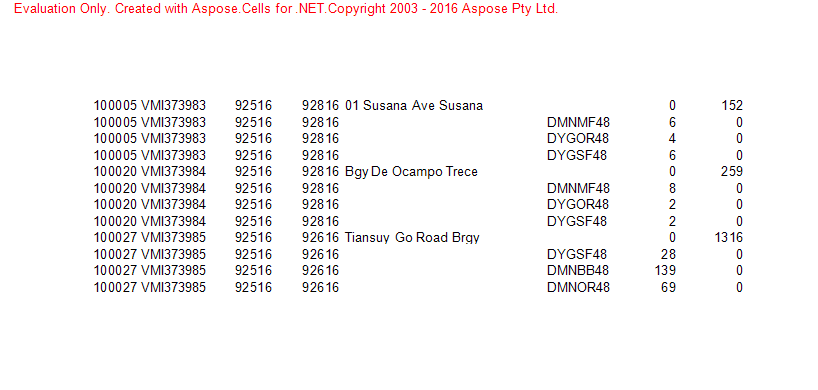 Evaluation Only. Created with Aspose.Cells for .NET.Copyright 2003 - 2016 Aspose Pty Ltd.
100005 VMI373983 92516 92816 01 Susana Ave Susana 0 152
100005 VMI373983 92516 92816 DMNMF48 6 0
100005 VMI373983 92516 92816 DYGOR48 4 0
100005 VMI373983 92516 92816 DYGSF48 6 0
100020 VMI373984 92516 92816 Bgy De Ocampo Trece 0 259
100020 VMI373984 92516 92816 DMNMF48 8 0
100020 VMI373984 92516 92816 DYGOR48 2 0
100020 VMI373984 92516 92816 DYGSF48 2 0
100027 VMI373985 92516 92616 Tiansuy Go Road Brgy 0 1316
100027 VMI373985 92516 92616 DYGSF48 28 0
100027 VMI373985 92516 92616 DMNBB48 139 0
100027 VMI373985 92516 92616 DMNOR48 69 0